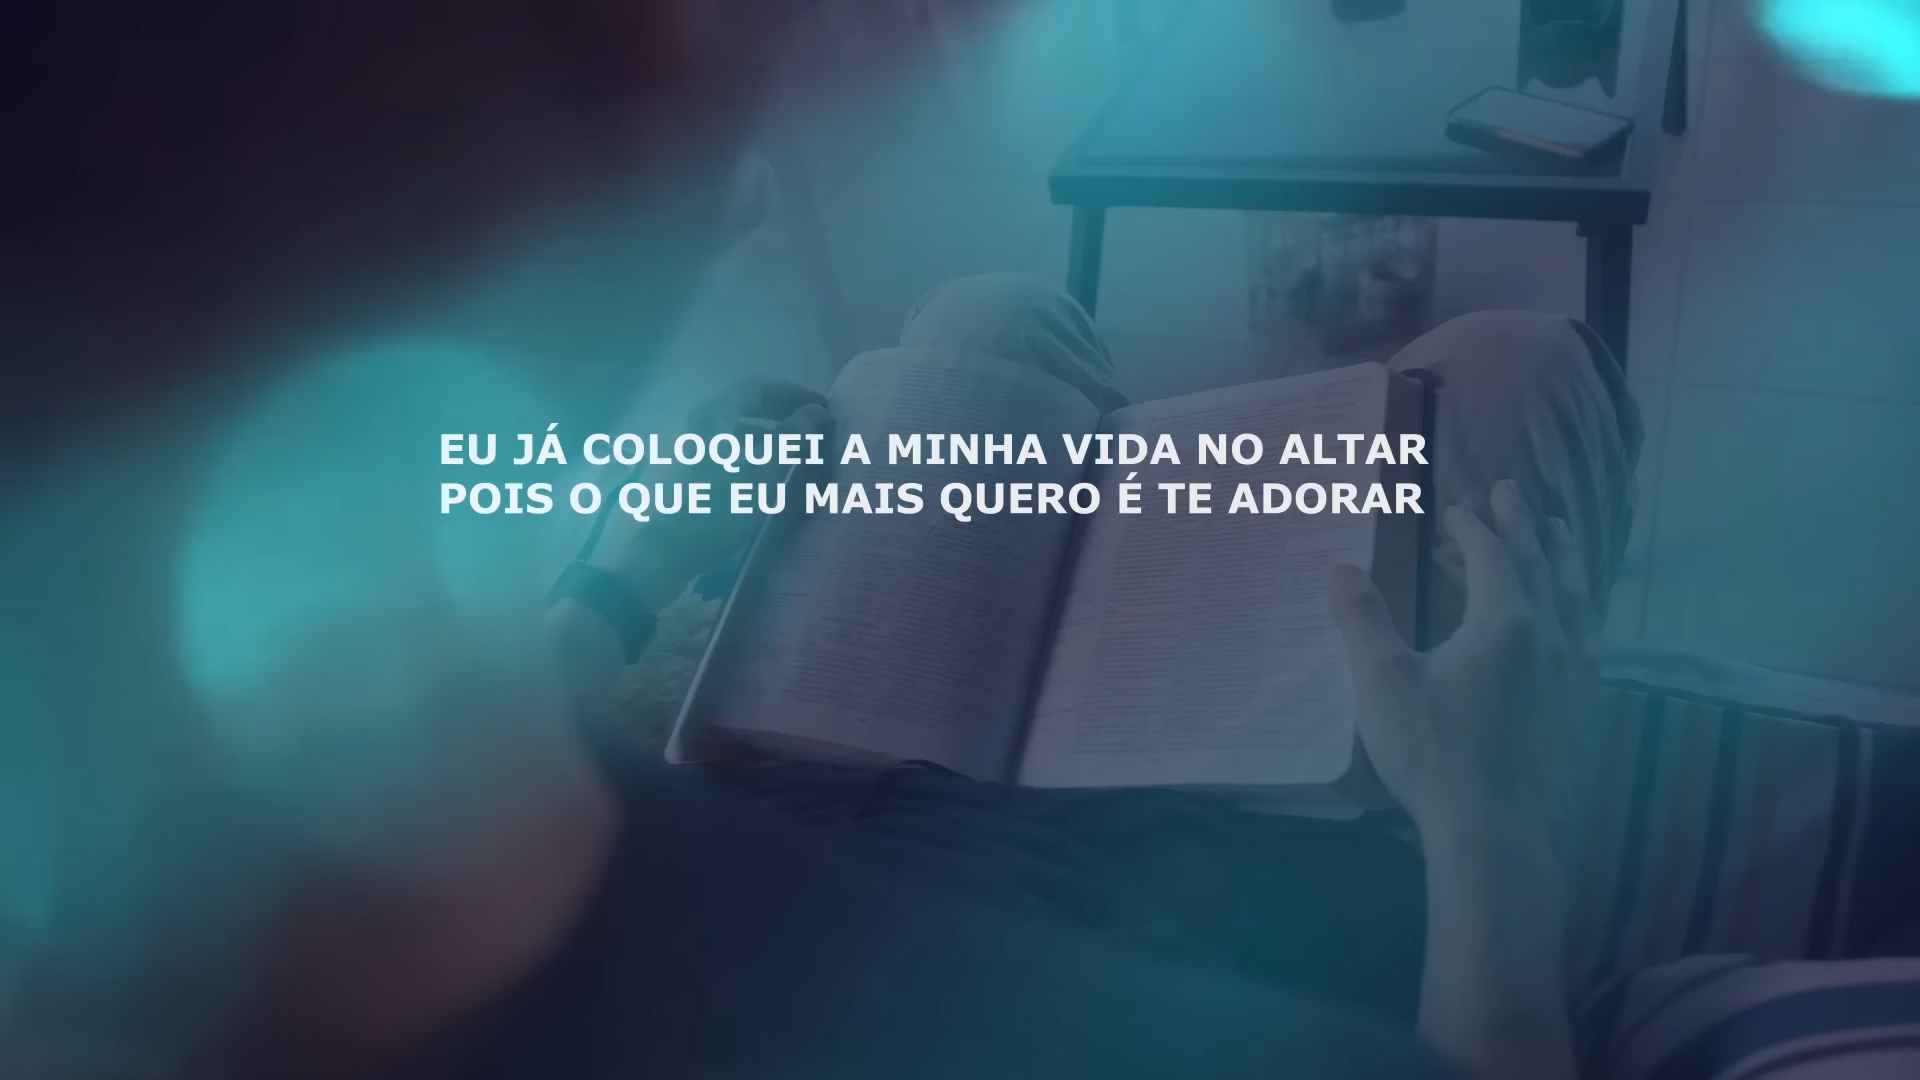 EU JÁ COLOQUEI A MINHA VIDA NO ALTAR
POIS O QUE EU MAIS QUERO É TE ADORAR